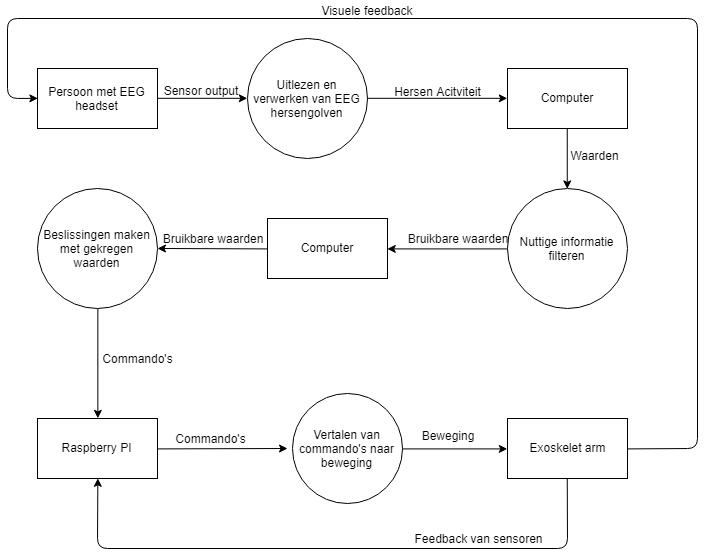 Visuele feedback
Persoon met EEG
headset
Sensor output
Uitlezen en
verwerken van EEG
hersengolven
Hersen Acitviteit
Computer
Waarden
Beslissingen maken
met gekregen
waarden
Bruikbare waarden
Computer
Bruikbare waarden
Nuttige informatie
filteren
Commando's
Raspberry PI
Commando's
Vertalen van
commando's naar
beweging
Beweging
Exoskelet arm
Feedback van sensoren